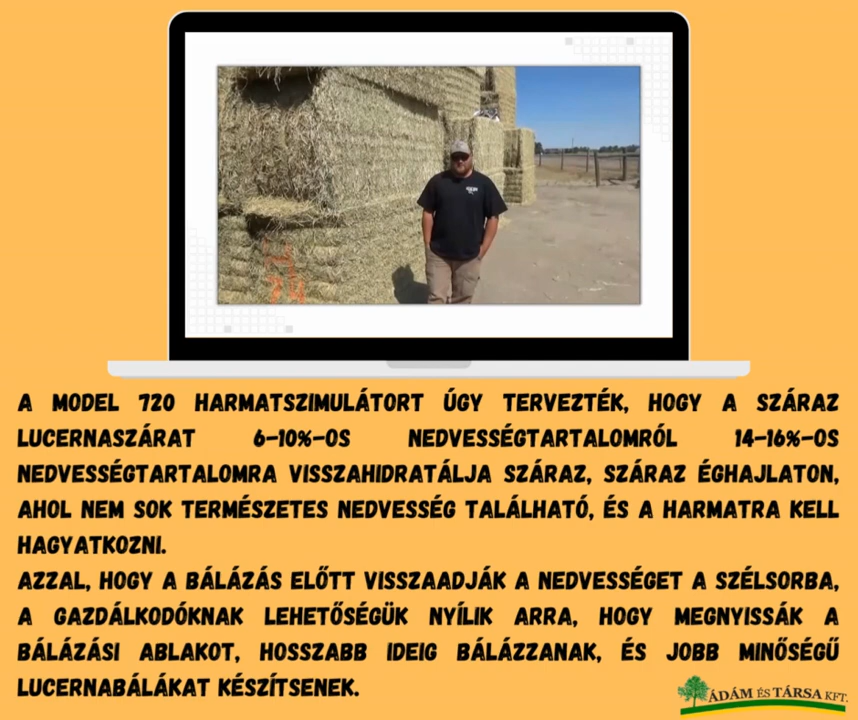 A MODEL 720 HARMATSZIMULÁTORT ÚGY TERVEZTÉK, HOGY A SZÁRAZ
LUCERNASZÁRAT 6-10%-OS NEDVESSÉGTARTALOMRÓL 14-16%-OS
NEDVESSÉGTARTALOMRA VISSZAHIDRATÁLJA SZÁRAZ, SZÁRAZ ÉGHAJLATON,
AHOL NEM SOK TERMÉSZETES NEDVESSÉG TALÁLHATÓ, ÉS A HARMATRA KELL
HAGYATKOZNI.
AZZAL, HOGY A BÁLÁZÁS ELŐTT VISSZAADJÁK A NEDVESSÉGET A SZÉLSORBA,
A GAZDÁLKODÓKNAK LEHETŐSÉGÜK NYÍLIK ARRA, HOGY MEGNYISSÁK A
BÁLÁZÁSI ABLAKOT, HOSSZABB IDEIG BÁLÁZZANAK, ÉS JOBB MINŐSÉGŰ
LUCERNABÁLÁKAT KÉSZÍTSENEK.
ÁDÁM ÉS TÁRSA KFT.